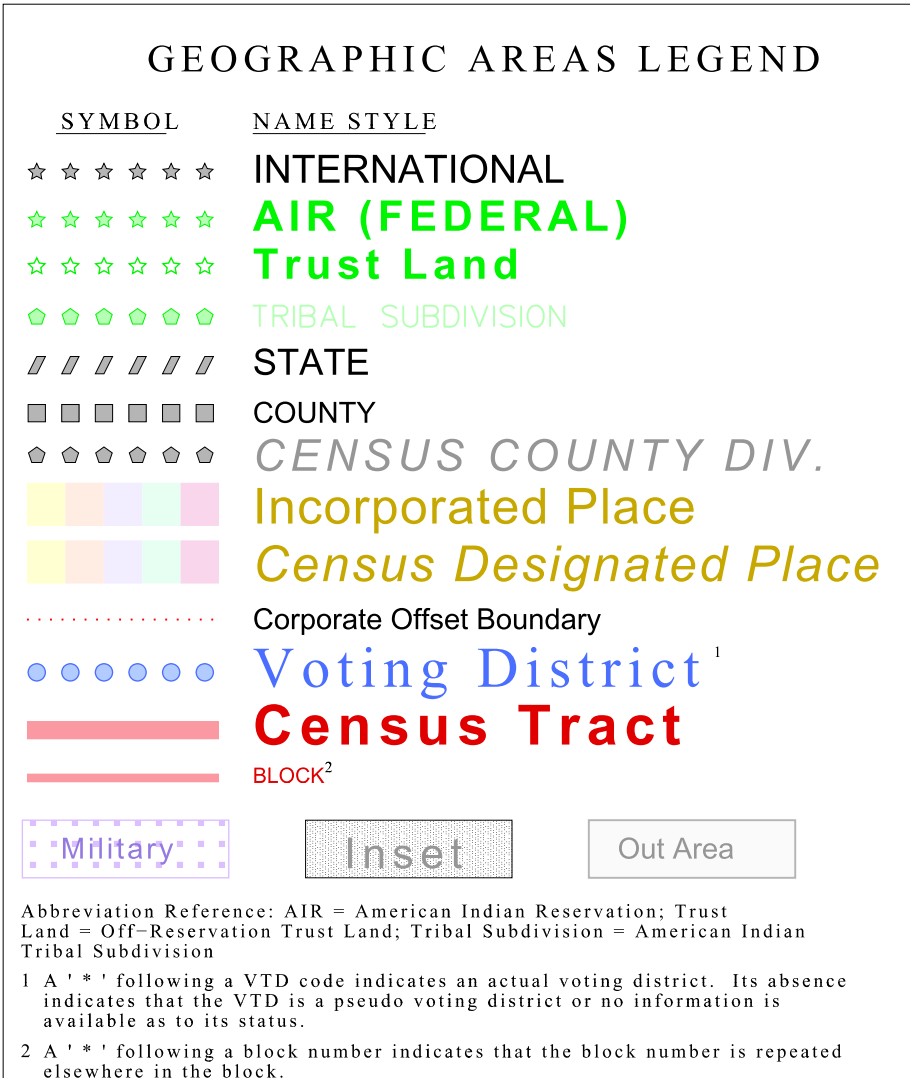 GEOGRAPHIC AREAS LEGEND
SYMBOL NAME STYLE
INTERNATIONAL
AIR (FEDERAL)
Trust Land
TRIBAL SUBDIVISION
STATE
COUNTY
CENSUS COUNTY DIV.
Incorporated Place
Census Designated Place
Corporate Offset Boundary
Voting District 1
Census Tract
BLOCK2
Military Inset Out Area
Abbreviation Reference: AIR = American Indian Reservation; Trust
Land = Off-Reservation Trust Land; Tribal Subdivision = American Indian
Tribal Subdivision
1 A ' * ' following a VTD code indicates an actual voting district. Its absence
indicates that the VTD is a pseudo voting district or no information is
available as to its status.
2 A ' * ' following a block number indicates that the block number is repeated
elsewhere in the block.